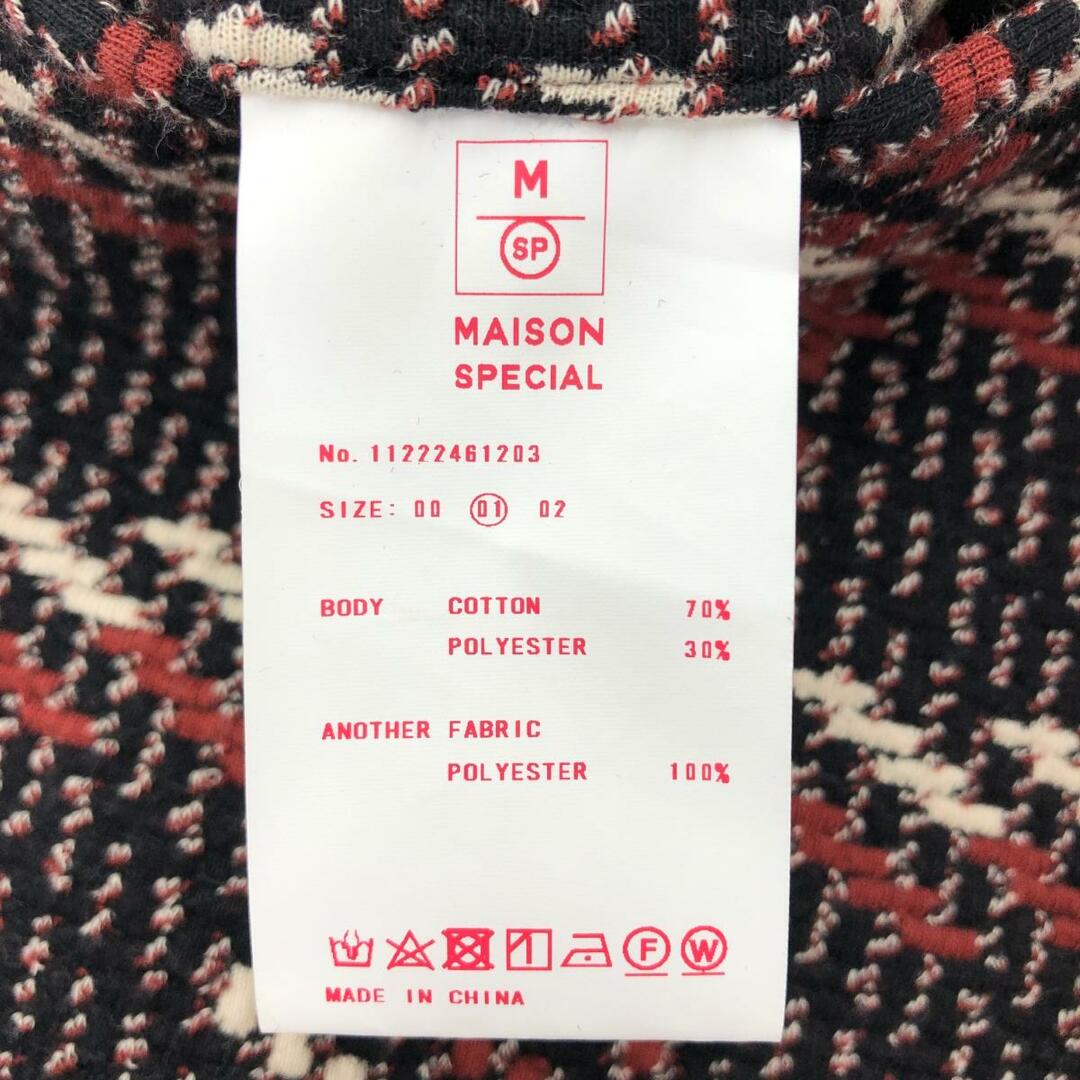 M
SP
MAISON
SPECIAL
No. 11222461203
SIZE: 00 01 02
BODY COTTON 70%
POLYESTER 30%
ANOTHER FABRIC
POLYESTER 100%
F W
MADE IN CHINA